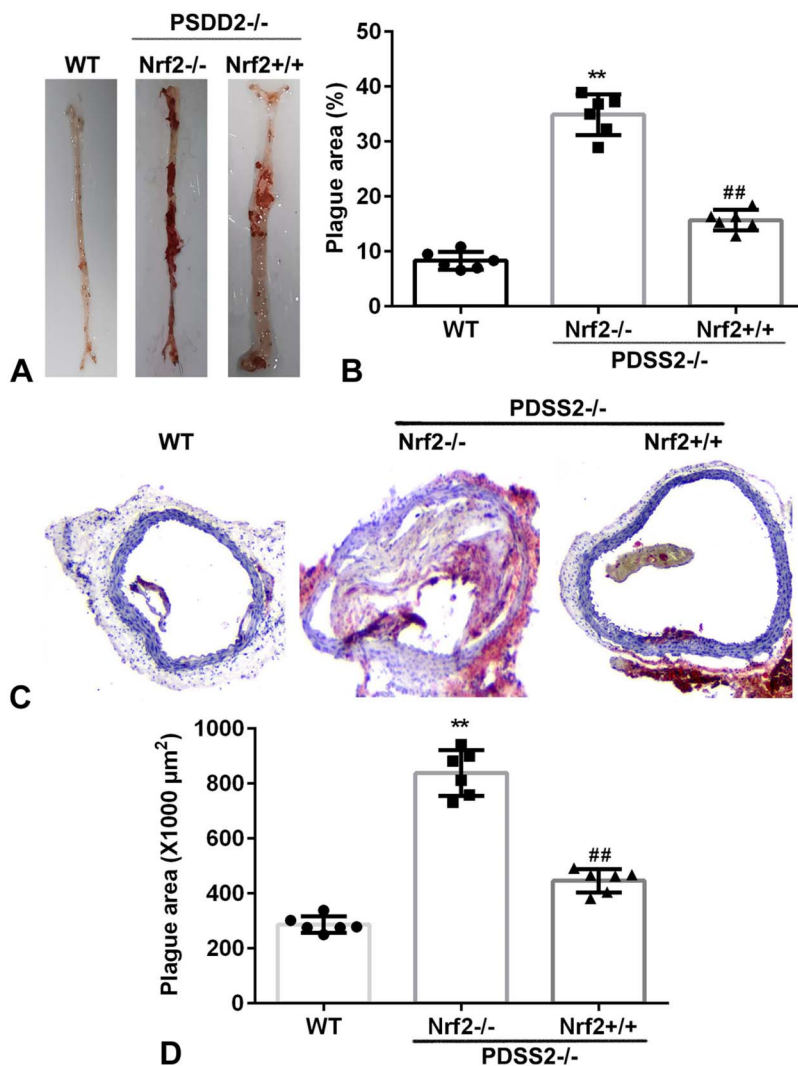 PSDD2-/-
WT Nrf2-/- Nrf2+/+
A
Plague area (%)
50
40
30
20
10
0
**
##
WT Nrf2-/- Nrf2+/+
PDSS2-/-
B
PDSS2-/-
WT Nrf2-/- Nrf2+/+
C
Plague area (X1000 µm²)
1000
800
600
400
200
0
**
##
WT Nrf2-/- Nrf2+/+
PDSS2-/-
D